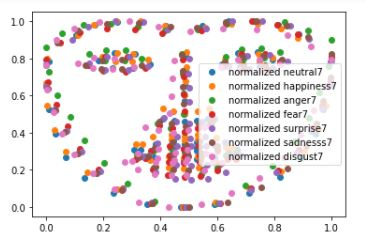 1.0
0.8
0.6
0.4
0.2
0.0
normalized neutral7
normalized happiness7
normalized anger7
normalized fear7
normalized surprise7
normalized sadnesss7
normalized disgust7
0.0 0.2 0.4 0.6 0.8 1.0